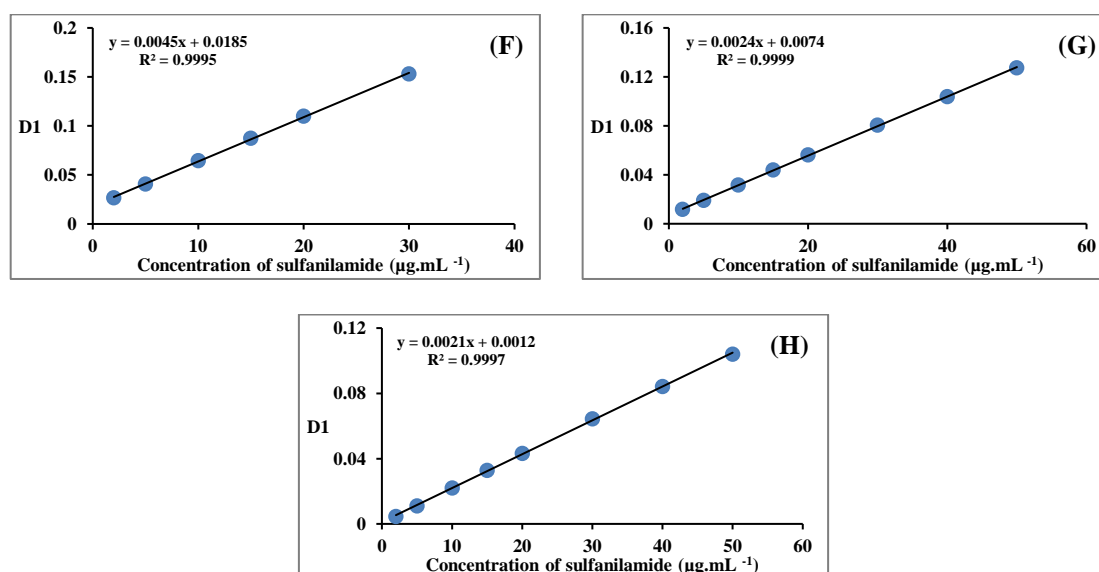 0.2
y = 0.0045x + 0.0185
R² = 0.9995
(F)
0.15
D1
0.1
0.05
0
0 10 20 30 40
Concentration of sulfanilamide (µg.mL ⁻¹)
0.16
y = 0.0024x + 0.0074
R² = 0.9999
(G)
0.12
D1
0.08
0.04
0
0 20 40 60
Concentration of sulfanilamide (µg.mL ⁻¹)
0.12
y = 0.0021x + 0.0012
R² = 0.9997
(H)
0.08
D1
0.04
0
0 10 20 30 40 50 60
Concentration of sulfanilamide (µg.mL ⁻¹)